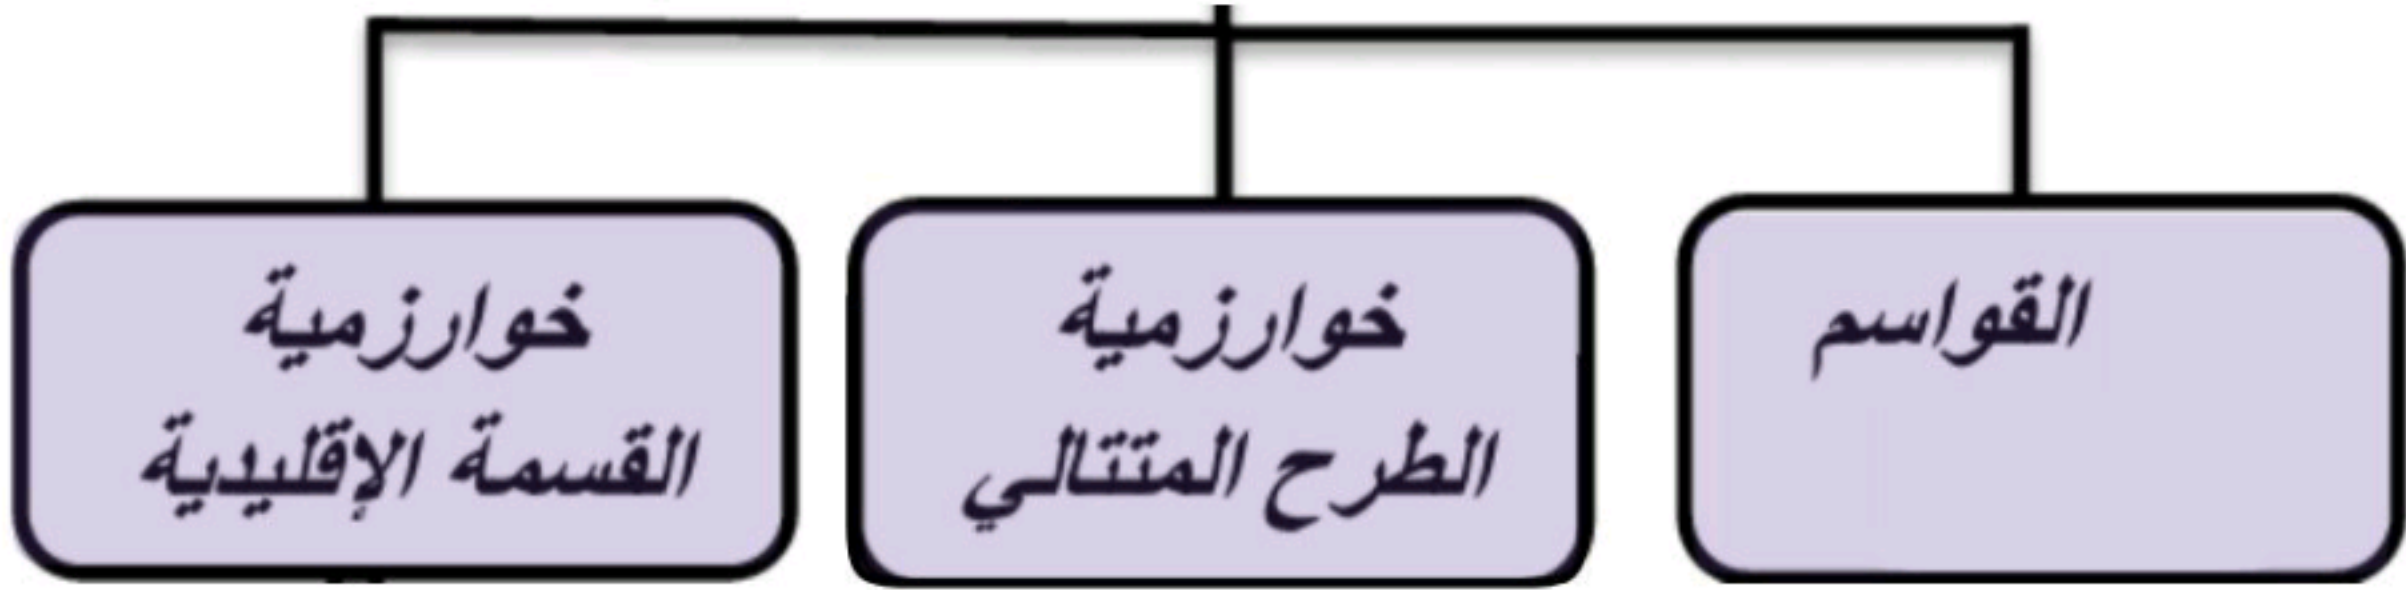 القواسم
خوارزمية
الطرح المتتالي
خوارزمية
القسمة الإقليدية